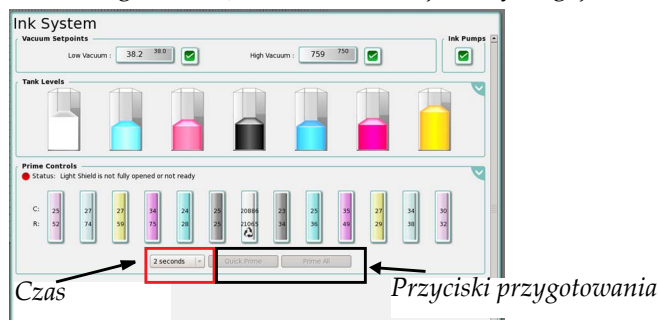 Ink System
Vacuum Setpoints
Ink Pumps
Low Vacuum : 38.2 38.0 High Vacuum : 759 750
Tank Levels
Prime Controls
Status: Light Shield is not fully opened or not ready
C: 25 27 27 34 24 25 20886 23 25 35 27 34 30
R: 52 74 59 75 28 25 21065 34 36 49 29 38 32
2 seconds Quick Prime Prime All
Czas
Przyciski przygotowania